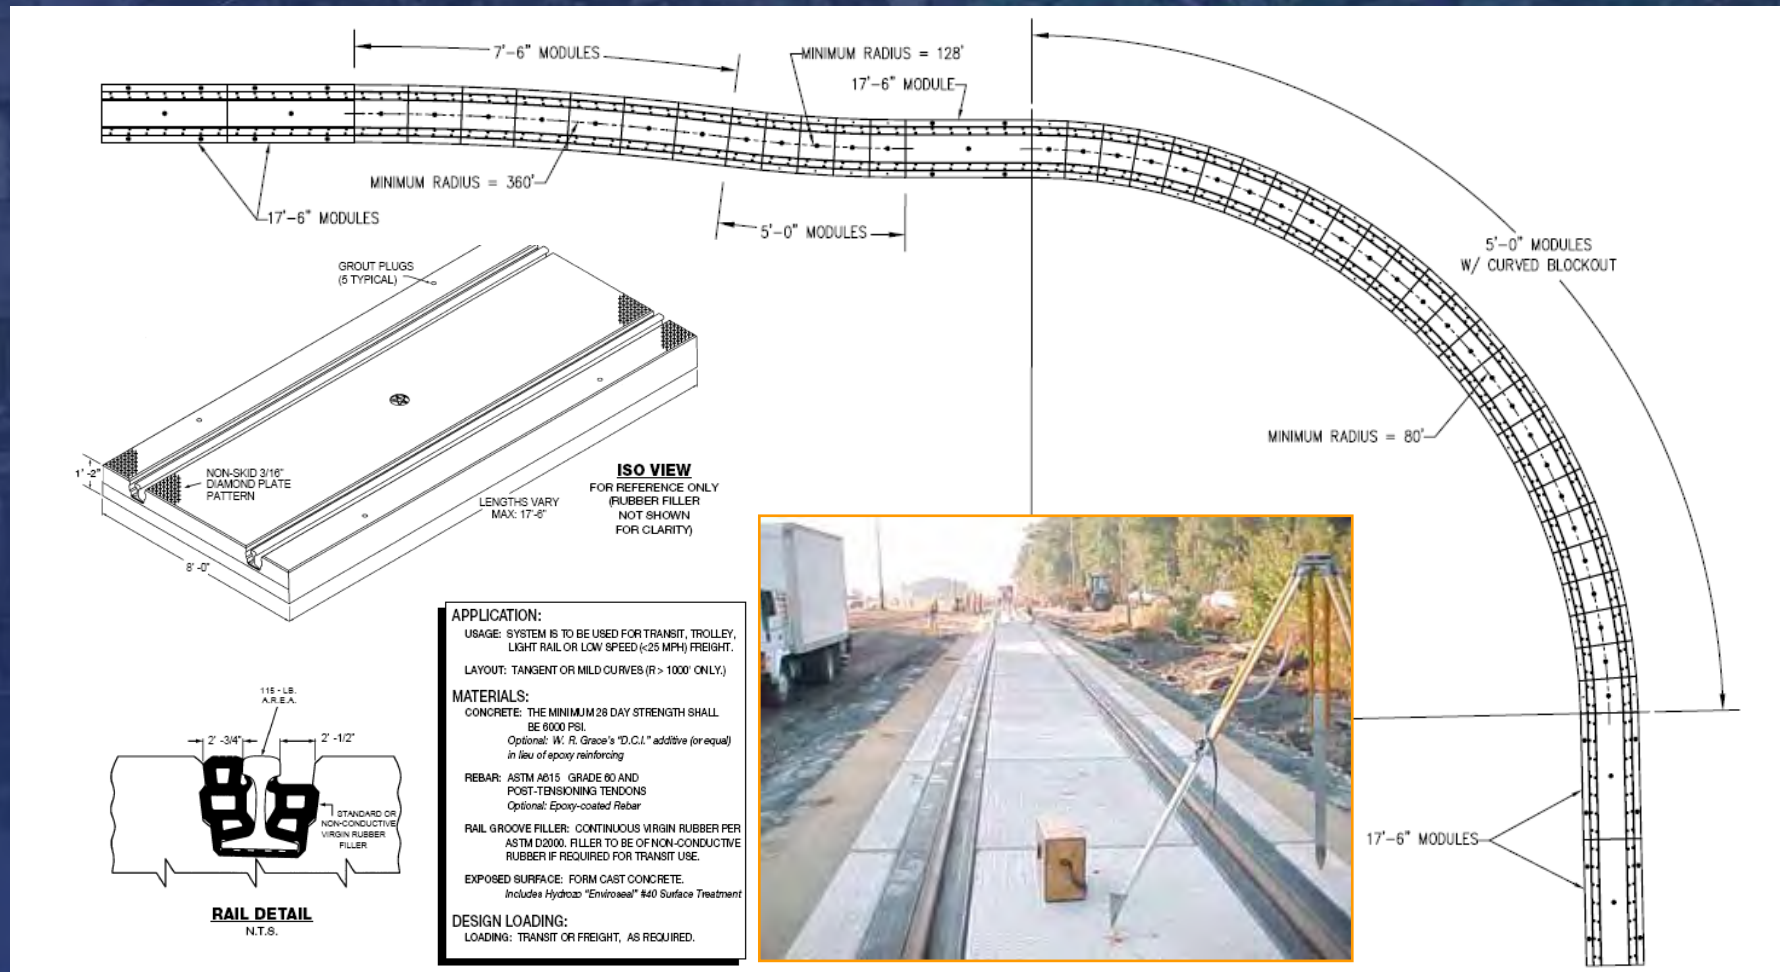 7'-6" MODULES
MINIMUM RADIUS = 128'
17'-6" MODULE
MINIMUM RADIUS = 360'
17'-6" MODULES
5'-0" MODULES
5'-0" MODULES
W/ CURVED BLOCKOUT
MINIMUM RADIUS = 80'
17'-6" MODULES
GROUT PLUGS
(5 TYPICAL)
1' -2"
NON-SKID 3/16"
DIAMOND PLATE
PATTERN
8' -0"
LENGTHS VARY
MAX: 17'-6"
ISO VIEW
FOR REFERENCE ONLY
(RUBBER FILLER
NOT SHOWN
FOR CLARITY)
115 - LB.
A.R.E.A.
2' -3/4"
2' -1/2"
STANDARD OR
NON-CONDUCTIVE
VIRGIN RUBBER
FILLER
RAIL DETAIL
N.T.S.
APPLICATION:
USAGE: SYSTEM IS TO BE USED FOR TRANSIT, TROLLEY,
LIGHT RAIL OR LOW SPEED (<25 MPH) FREIGHT.
LAYOUT: TANGENT OR MILD CURVES (R > 1000' ONLY.)
MATERIALS:
CONCRETE: THE MINIMUM 28 DAY STRENGTH SHALL
BE 6000 PSI.
Optional: W. R. Grace's "D.C.I." additive (or equal)
in lieu of epoxy reinforcing
REBAR: ASTM A615 GRADE 60 AND
POST-TENSIONING TENDONS
Optional: Epoxy-coated Rebar
RAIL GROOVE FILLER: CONTINUOUS VIRGIN RUBBER PER
ASTM D2000. FILLER TO BE OF NON-CONDUCTIVE
RUBBER IF REQUIRED FOR TRANSIT USE.
EXPOSED SURFACE: FORM CAST CONCRETE.
Includes Hydrozo "Enviroseal" #40 Surface Treatment
DESIGN LOADING:
LOADING: TRANSIT OR FREIGHT, AS REQUIRED.